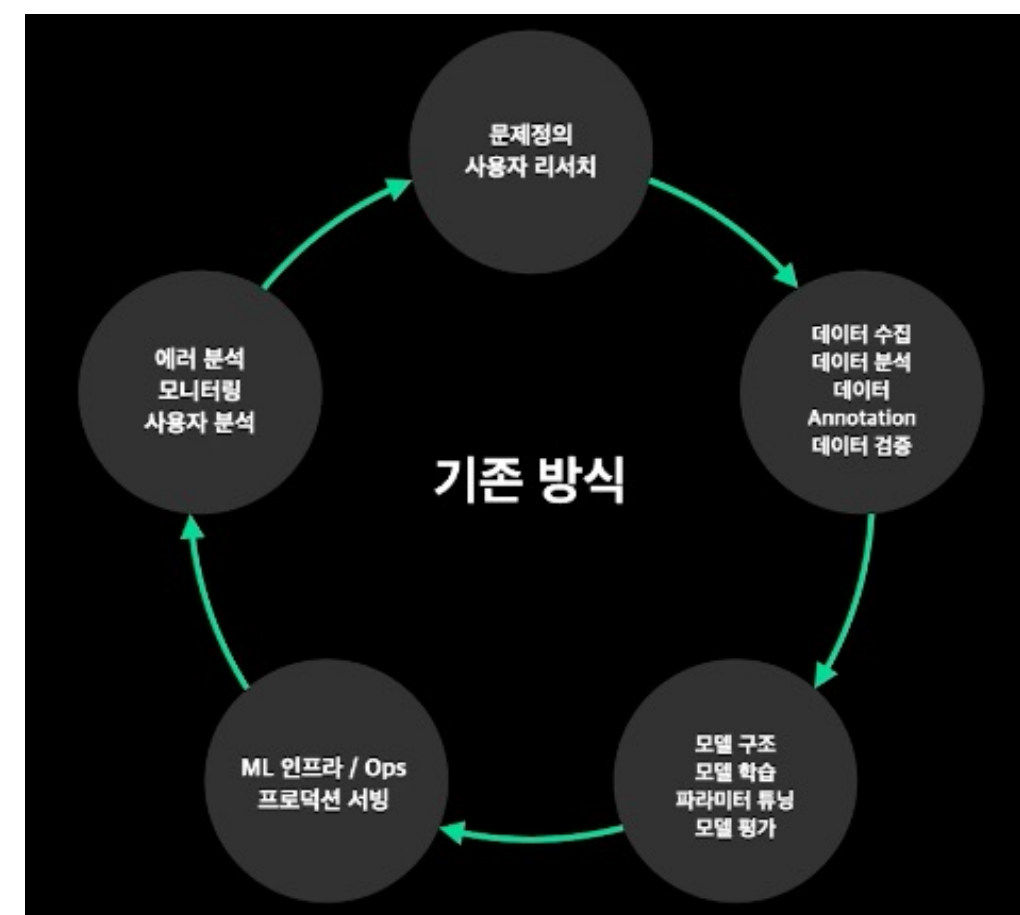 문제정의
사용자 리서치
데이터 수집
데이터 분석
데이터
Annotation
데이터 검증
모델 구조
모델 학습
파라미터 튜닝
모델 평가
ML 인프라 / Ops
프로덕션 서빙
에러 분석
모니터링
사용자 분석
기존 방식